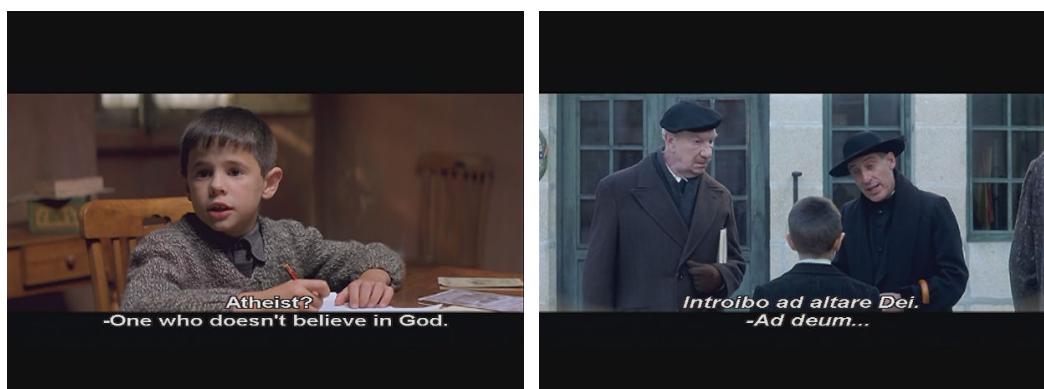 Atheist?
-One who doesn't believe in God.
Introibo ad altare Dei.
-Ad deum...